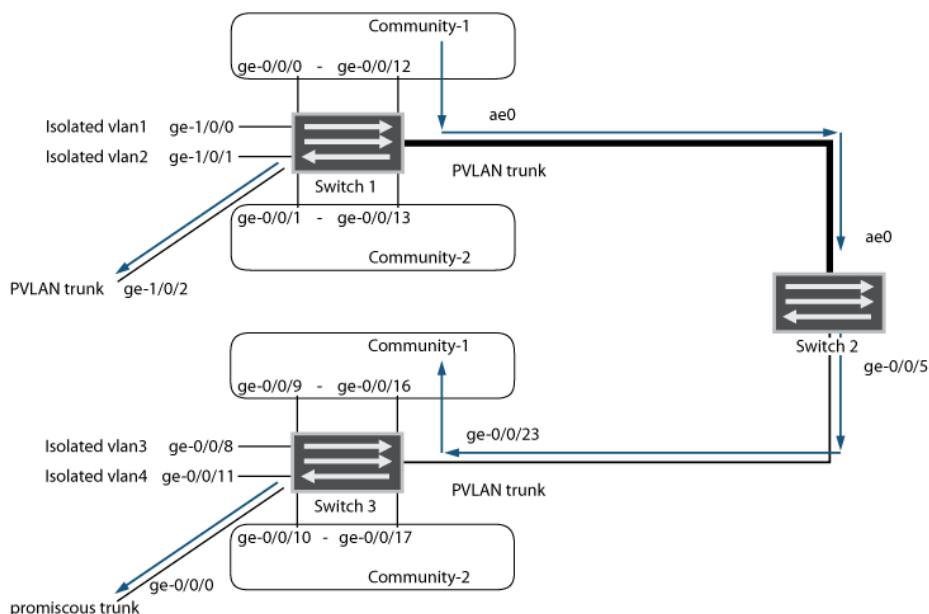 Community-1
ge-0/0/0 - ge-0/0/12
ae0
Isolated vlan1 ge-1/0/0
Isolated vlan2 ge-1/0/1
PVLAN trunk
Switch 1
ge-0/0/1 - ge-0/0/13
ae0
Community-2
PVLAN trunk ge-1/0/2
Switch 2
Community-1
ge-0/0/5
ge-0/0/9 - ge-0/0/16
ge-0/0/23
Isolated vlan3 ge-0/0/8
Isolated vlan4 ge-0/0/11
PVLAN trunk
Switch 3
ge-0/0/10 - ge-0/0/17
Community-2
ge-0/0/0
promiscous trunk